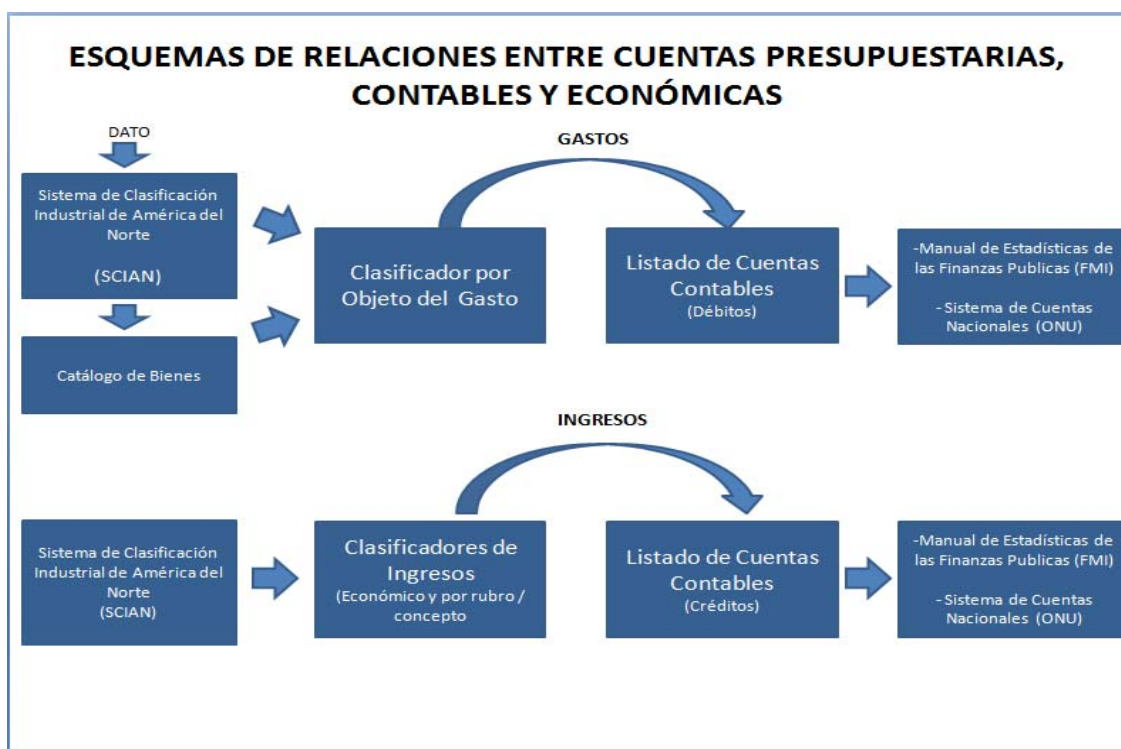 ESQUEMAS DE RELACIONES ENTRE CUENTAS PRESUPUESTARIAS,
CONTABLES Y ECONÓMICAS
DATO
GASTOS
Sistema de Clasificación
Industrial de América del
Norte
(SCIAN)
Catálogo de Bienes
Clasificador por
Objeto del Gasto
Listado de Cuentas
Contables
(Débitos)
-Manual de Estadísticas de
las Finanzas Publicas (FMI)
- Sistema de Cuentas
Nacionales (ONU)
INGRESOS
Sistema de Clasificación
Industrial de América del
Norte
(SCIAN)
Clasificadores de
Ingresos
(Económico y por rubro /
concepto
Listado de Cuentas
Contables
(Créditos)
-Manual de Estadísticas de
las Finanzas Publicas (FMI)
- Sistema de Cuentas
Nacionales (ONU)